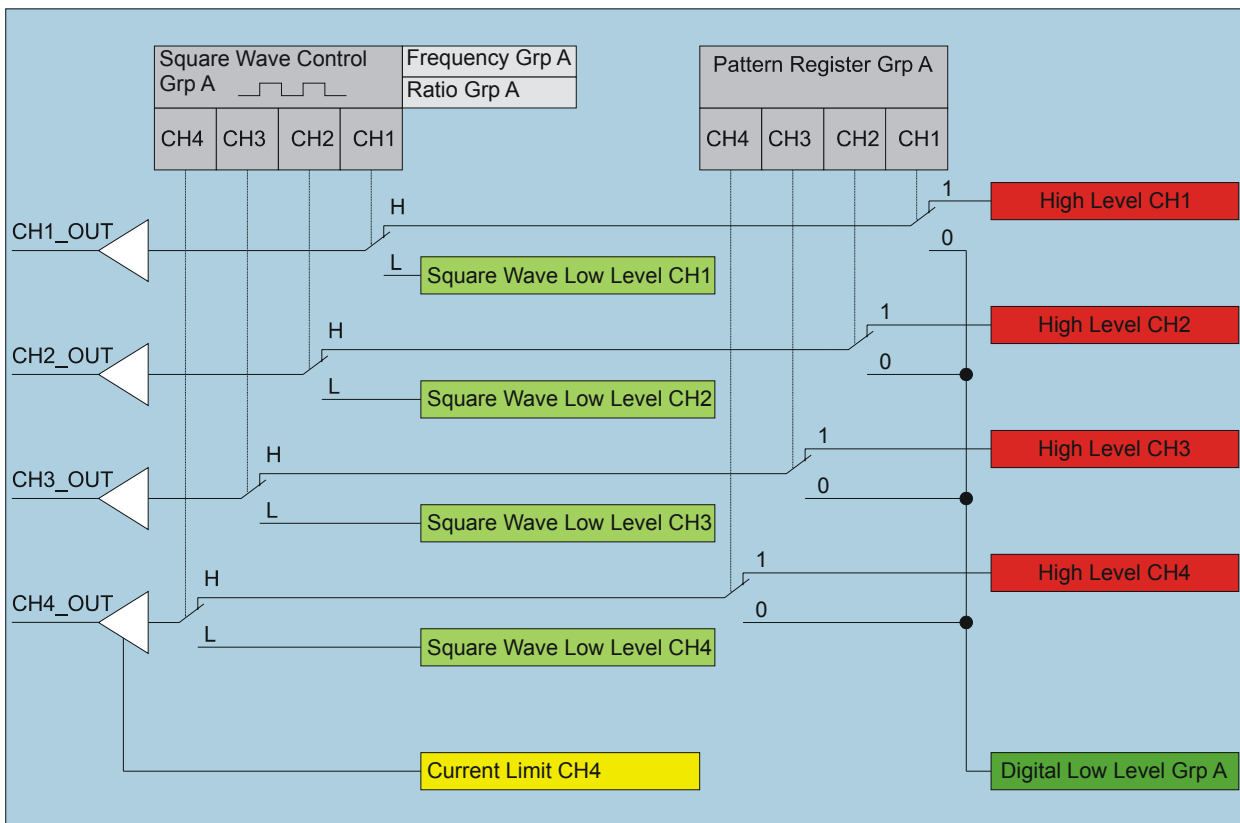 Square Wave Control
Grp A
Frequency Grp A
Ratio Grp A
Pattern Register Grp A
CH4 CH3 CH2 CH1
CH4 CH3 CH2 CH1
CH1_OUT
H
1
High Level CH1
0
L
Square Wave Low Level CH1
CH2_OUT
H
1
High Level CH2
0
L
Square Wave Low Level CH2
CH3_OUT
H
1
High Level CH3
0
L
Square Wave Low Level CH3
CH4_OUT
H
1
High Level CH4
0
L
Square Wave Low Level CH4
Current Limit CH4
Digital Low Level Grp A